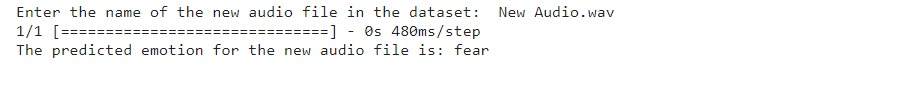 Enter the name of the new audio file in the dataset:  New Audio.wav
1/1 [==============================] - 0s 480ms/step
The predicted emotion for the new audio file is: fear